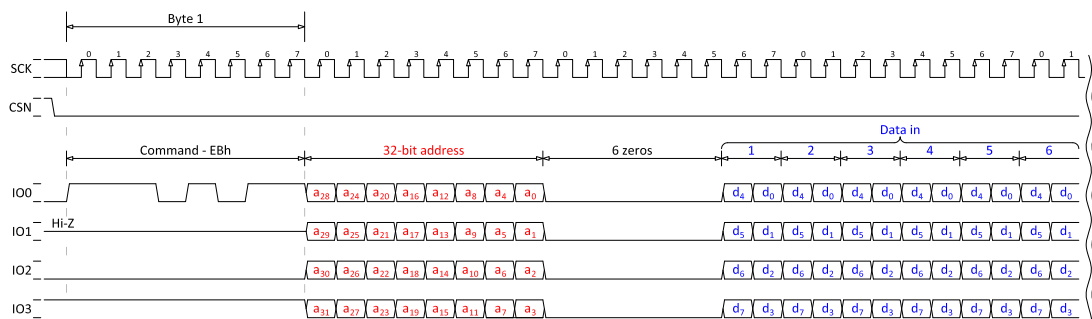 Byte 1
0 1 2 3 4 5 6 7 0 1 2 3 4 5 6 7 0 1 2 3 4 5 6 7 0 1 2 3 4 5 6 7 0 1
SCK
CSN
Data in
Command - EBh 32-bit address 6 zeros 1 2 3 4 5 6
IO0 a28 a24 a20 a16 a12 a8 a4 a0 d4 d0 d4 d0 d4 d0 d4 d0 d4 d0 d4 d0
Hi-Z
IO1 a29 a25 a21 a17 a13 a9 a5 a1 d5 d1 d5 d1 d5 d1 d5 d1 d5 d1 d5 d1
IO2 a30 a26 a22 a18 a14 a10 a6 a2 d6 d2 d6 d2 d6 d2 d6 d2 d6 d2 d6 d2
IO3 a31 a27 a23 a19 a15 a11 a7 a3 d7 d3 d7 d3 d7 d3 d7 d3 d7 d3 d7 d3